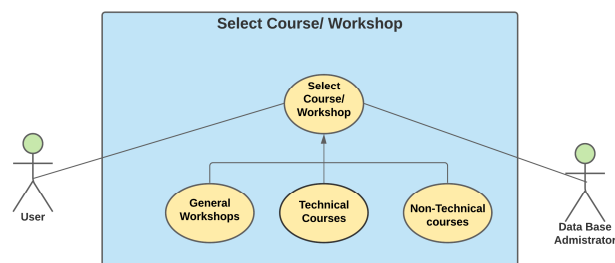 Select Course/ Workshop
Select
Course/
Workshop
General
Workshops
Technical
Courses
Non-Technical
courses
User
Data Base
Admistrator